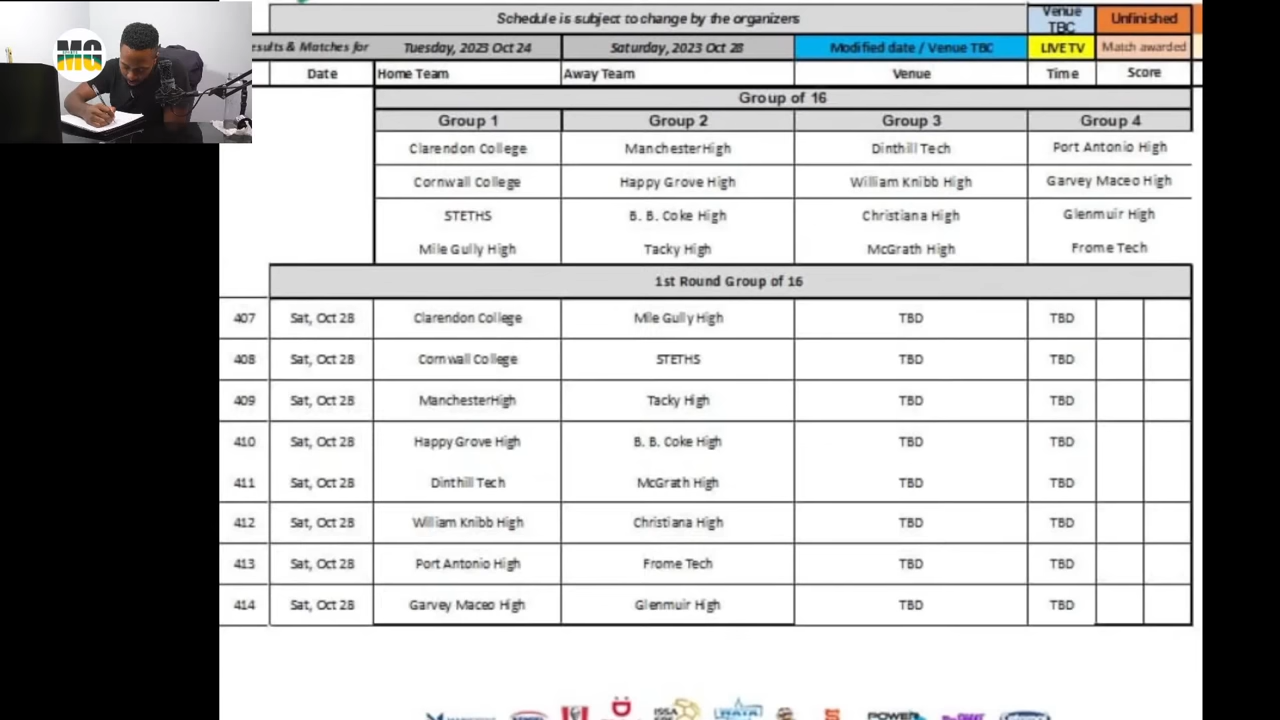 Schedule is subject to change by the organizers
Venue TBC
Unfinished
Results & Matches for
Tuesday, 2023 Oct 24
Saturday, 2023 Oct 28
Modified date / Venue TBC
LIVE TV
Match awarded
Date Home Team Away Team Venue Time Score
Group of 16
Group 1 Group 2 Group 3 Group 4
Clarendon College ManchesterHigh Dinthill Tech Port Antonio High
Cornwall College Happy Grove High William Knibb High Garvey Maceo High
STETHS B. B. Coke High Christiana High Glenmuir High
Mile Gully High Tacky High McGrath High Frome Tech
1st Round Group of 16
407 Sat, Oct 28 Clarendon College Mile Gully High TBD TBD
408 Sat, Oct 28 Cornwall College STETHS TBD TBD
409 Sat, Oct 28 ManchesterHigh Tacky High TBD TBD
410 Sat, Oct 28 Happy Grove High B. B. Coke High TBD TBD
411 Sat, Oct 28 Dinthill Tech McGrath High TBD TBD
412 Sat, Oct 28 William Knibb High Christiana High TBD TBD
413 Sat, Oct 28 Port Antonio High Frome Tech TBD TBD
414 Sat, Oct 28 Garvey Maceo High Glenmuir High TBD TBD
MG
ISSA
KFC
POWER